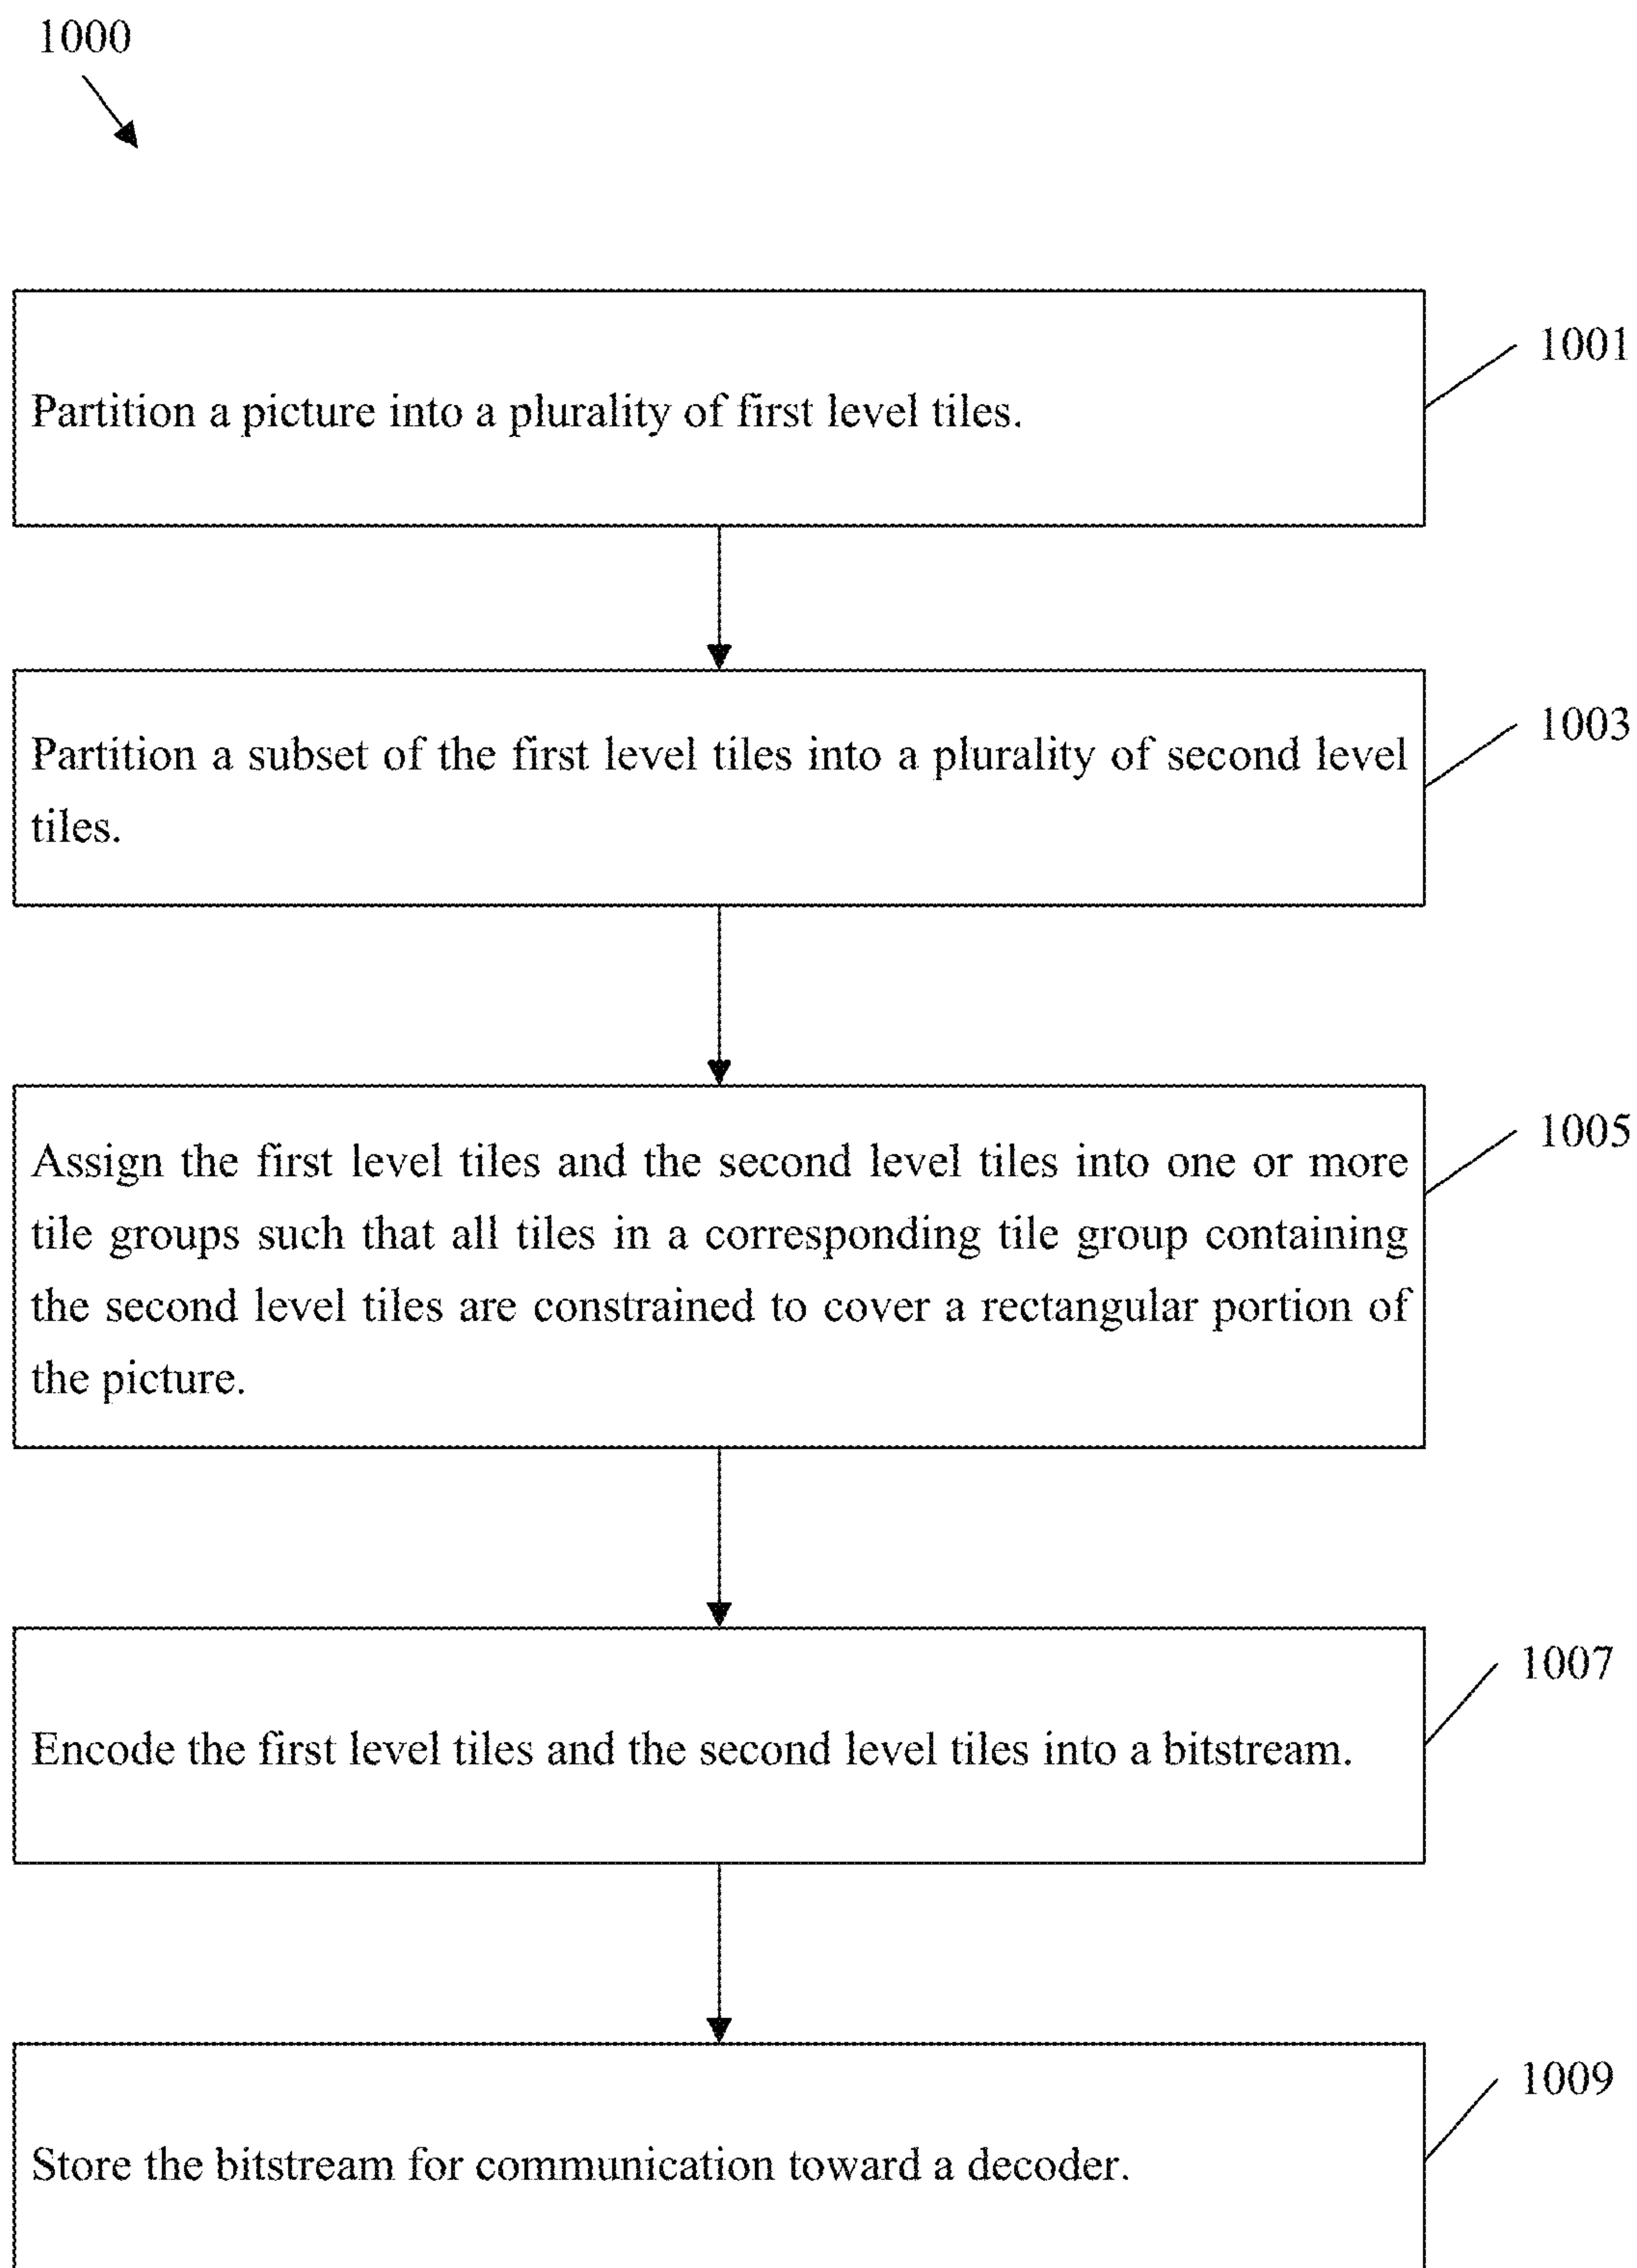 1000
1001
Partition a picture into a plurality of first level tiles.
1003
Partition a subset of the first level tiles into a plurality of second level
tiles.
1005
Assign the first level tiles and the second level tiles into one or more
tile groups such that all tiles in a corresponding tile group containing
the second level tiles are constrained to cover a rectangular portion of
the picture.
1007
Encode the first level tiles and the second level tiles into a bitstream.
1009
Store the bitstream for communication toward a decoder.